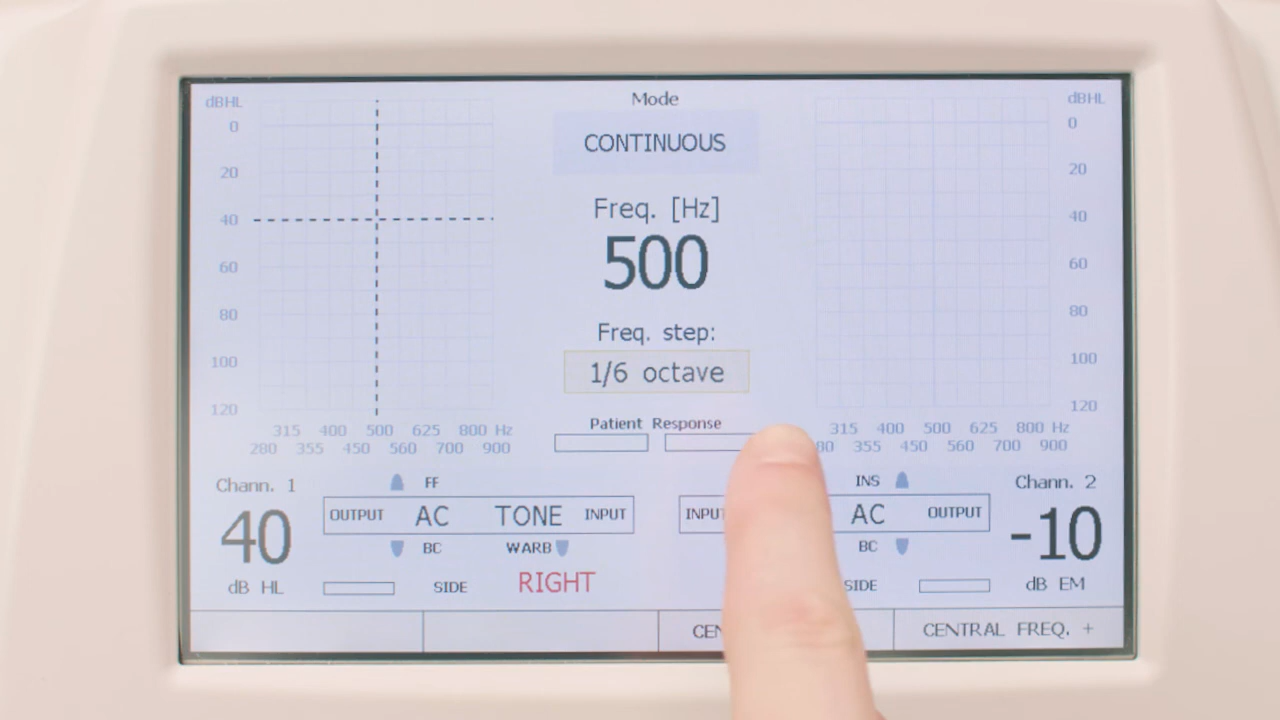 Mode
CONTINUOUS
Freq. [Hz]
500
Freq. step:
1/6 octave
Patient Response
dBHL
0
20
40
60
80
100
120
315 400 500 625 800 Hz
280 355 450 560 700 900
dBHL
0
20
40
60
80
100
120
315 400 500 625 800 Hz
355 450 560 700 900
Chann. 1
40
dB HL
FF
OUTPUT AC TONE INPUT
BC WARB
SIDE RIGHT
INS
AC OUTPUT
BC
SIDE
Chann. 2
-10
dB EM
CENTRAL FREQ. +